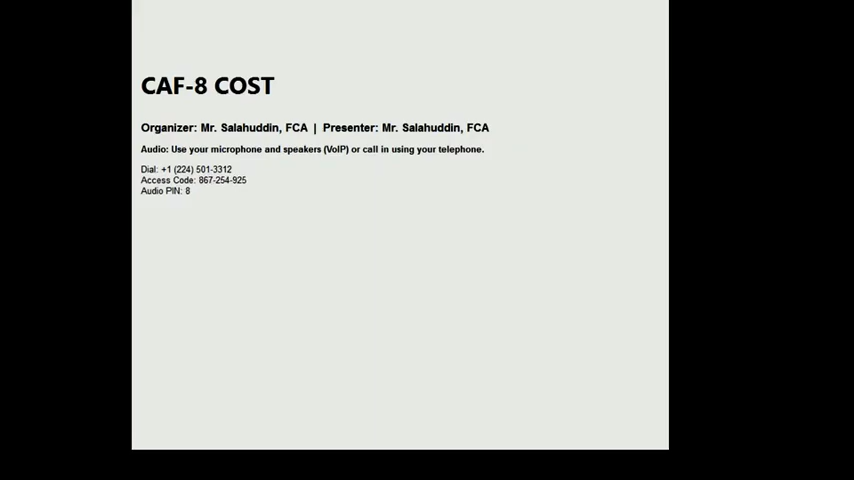 CAF-8 COST
Organizer: Mr. Salahuddin, FCA | Presenter: Mr. Salahuddin, FCA
Audio: Use your microphone and speakers (VoIP) or call in using your telephone.
Dial: +1 (224) 501-3312
Access Code: 867-254-925
Audio PIN: 8